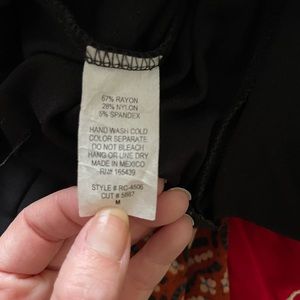 67% RAYON
28% NYLON
5% SPANDEX
HAND WASH COLD
COLOR SEPARATE
DO NOT BLEACH
HANG OR LINE DRY
MADE IN MEXICO
RN# 165439
STYLE # RC-4506
CUT # 5867
M